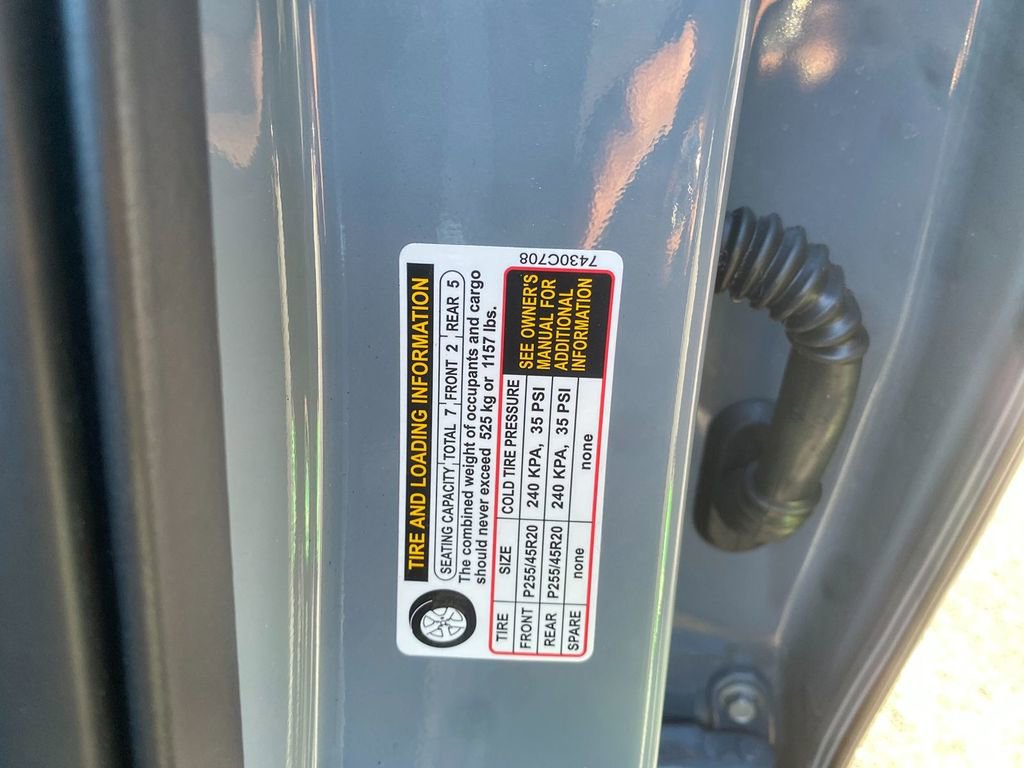 TIRE AND LOADING INFORMATION
SEATING CAPACITY TOTAL 7 FRONT 2 REAR 5
The combined weight of occupants and cargo
should never exceed 525 kg or 1157 lbs.
TIRE SIZE COLD TIRE PRESSURE
FRONT P255/45R20 240 KPA, 35 PSI
REAR P255/45R20 240 KPA, 35 PSI
SPARE none none
SEE OWNER'S
MANUAL FOR
ADDITIONAL
INFORMATION
7430C708